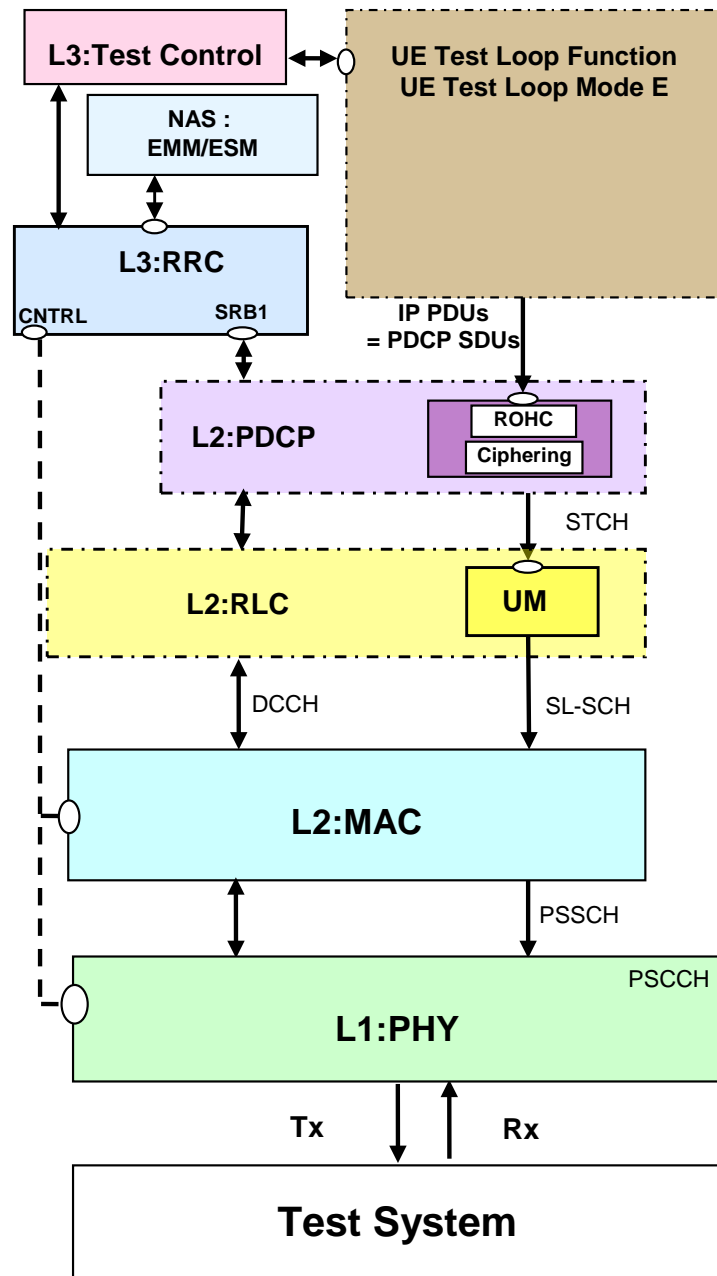 L3:Test Control
UE Test Loop Function
UE Test Loop Mode E
NAS :
EMM/ESM
L3:RRC
CNTRL
SRB1
IP PDUs
= PDCP SDUs
L2:PDCP
ROHC
Ciphering
STCH
L2:RLC
UM
DCCH
SL-SCH
L2:MAC
PSSCH
PSCCH
L1:PHY
Tx
Rx
Test System